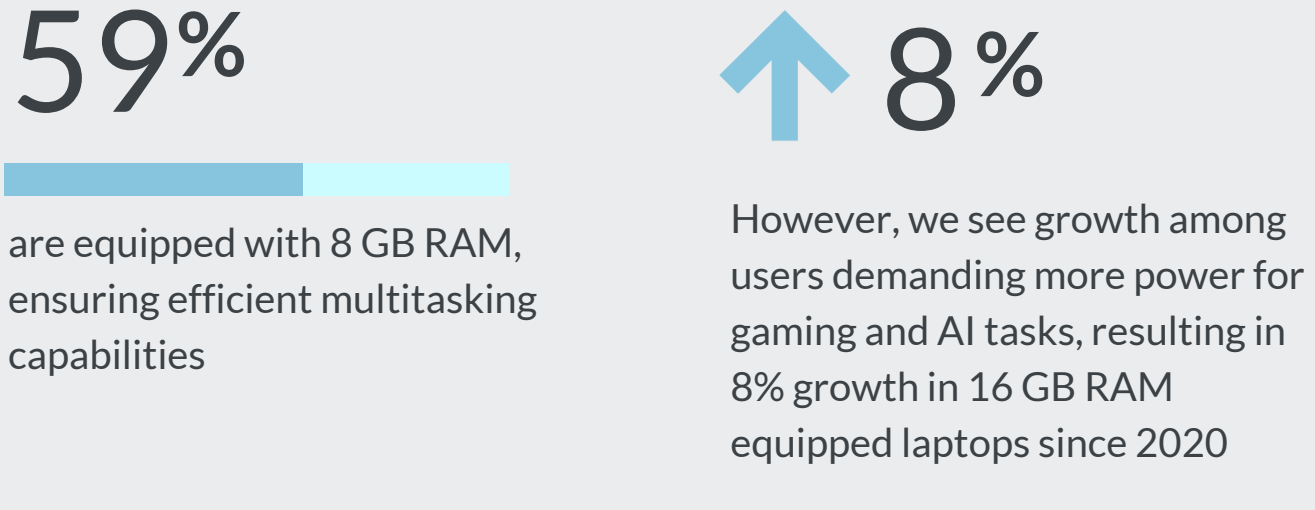 59%
are equipped with 8 GB RAM,
ensuring efficient multitasking
capabilities
8%
However, we see growth among
users demanding more power for
gaming and AI tasks, resulting in
8% growth in 16 GB RAM
equipped laptops since 2020